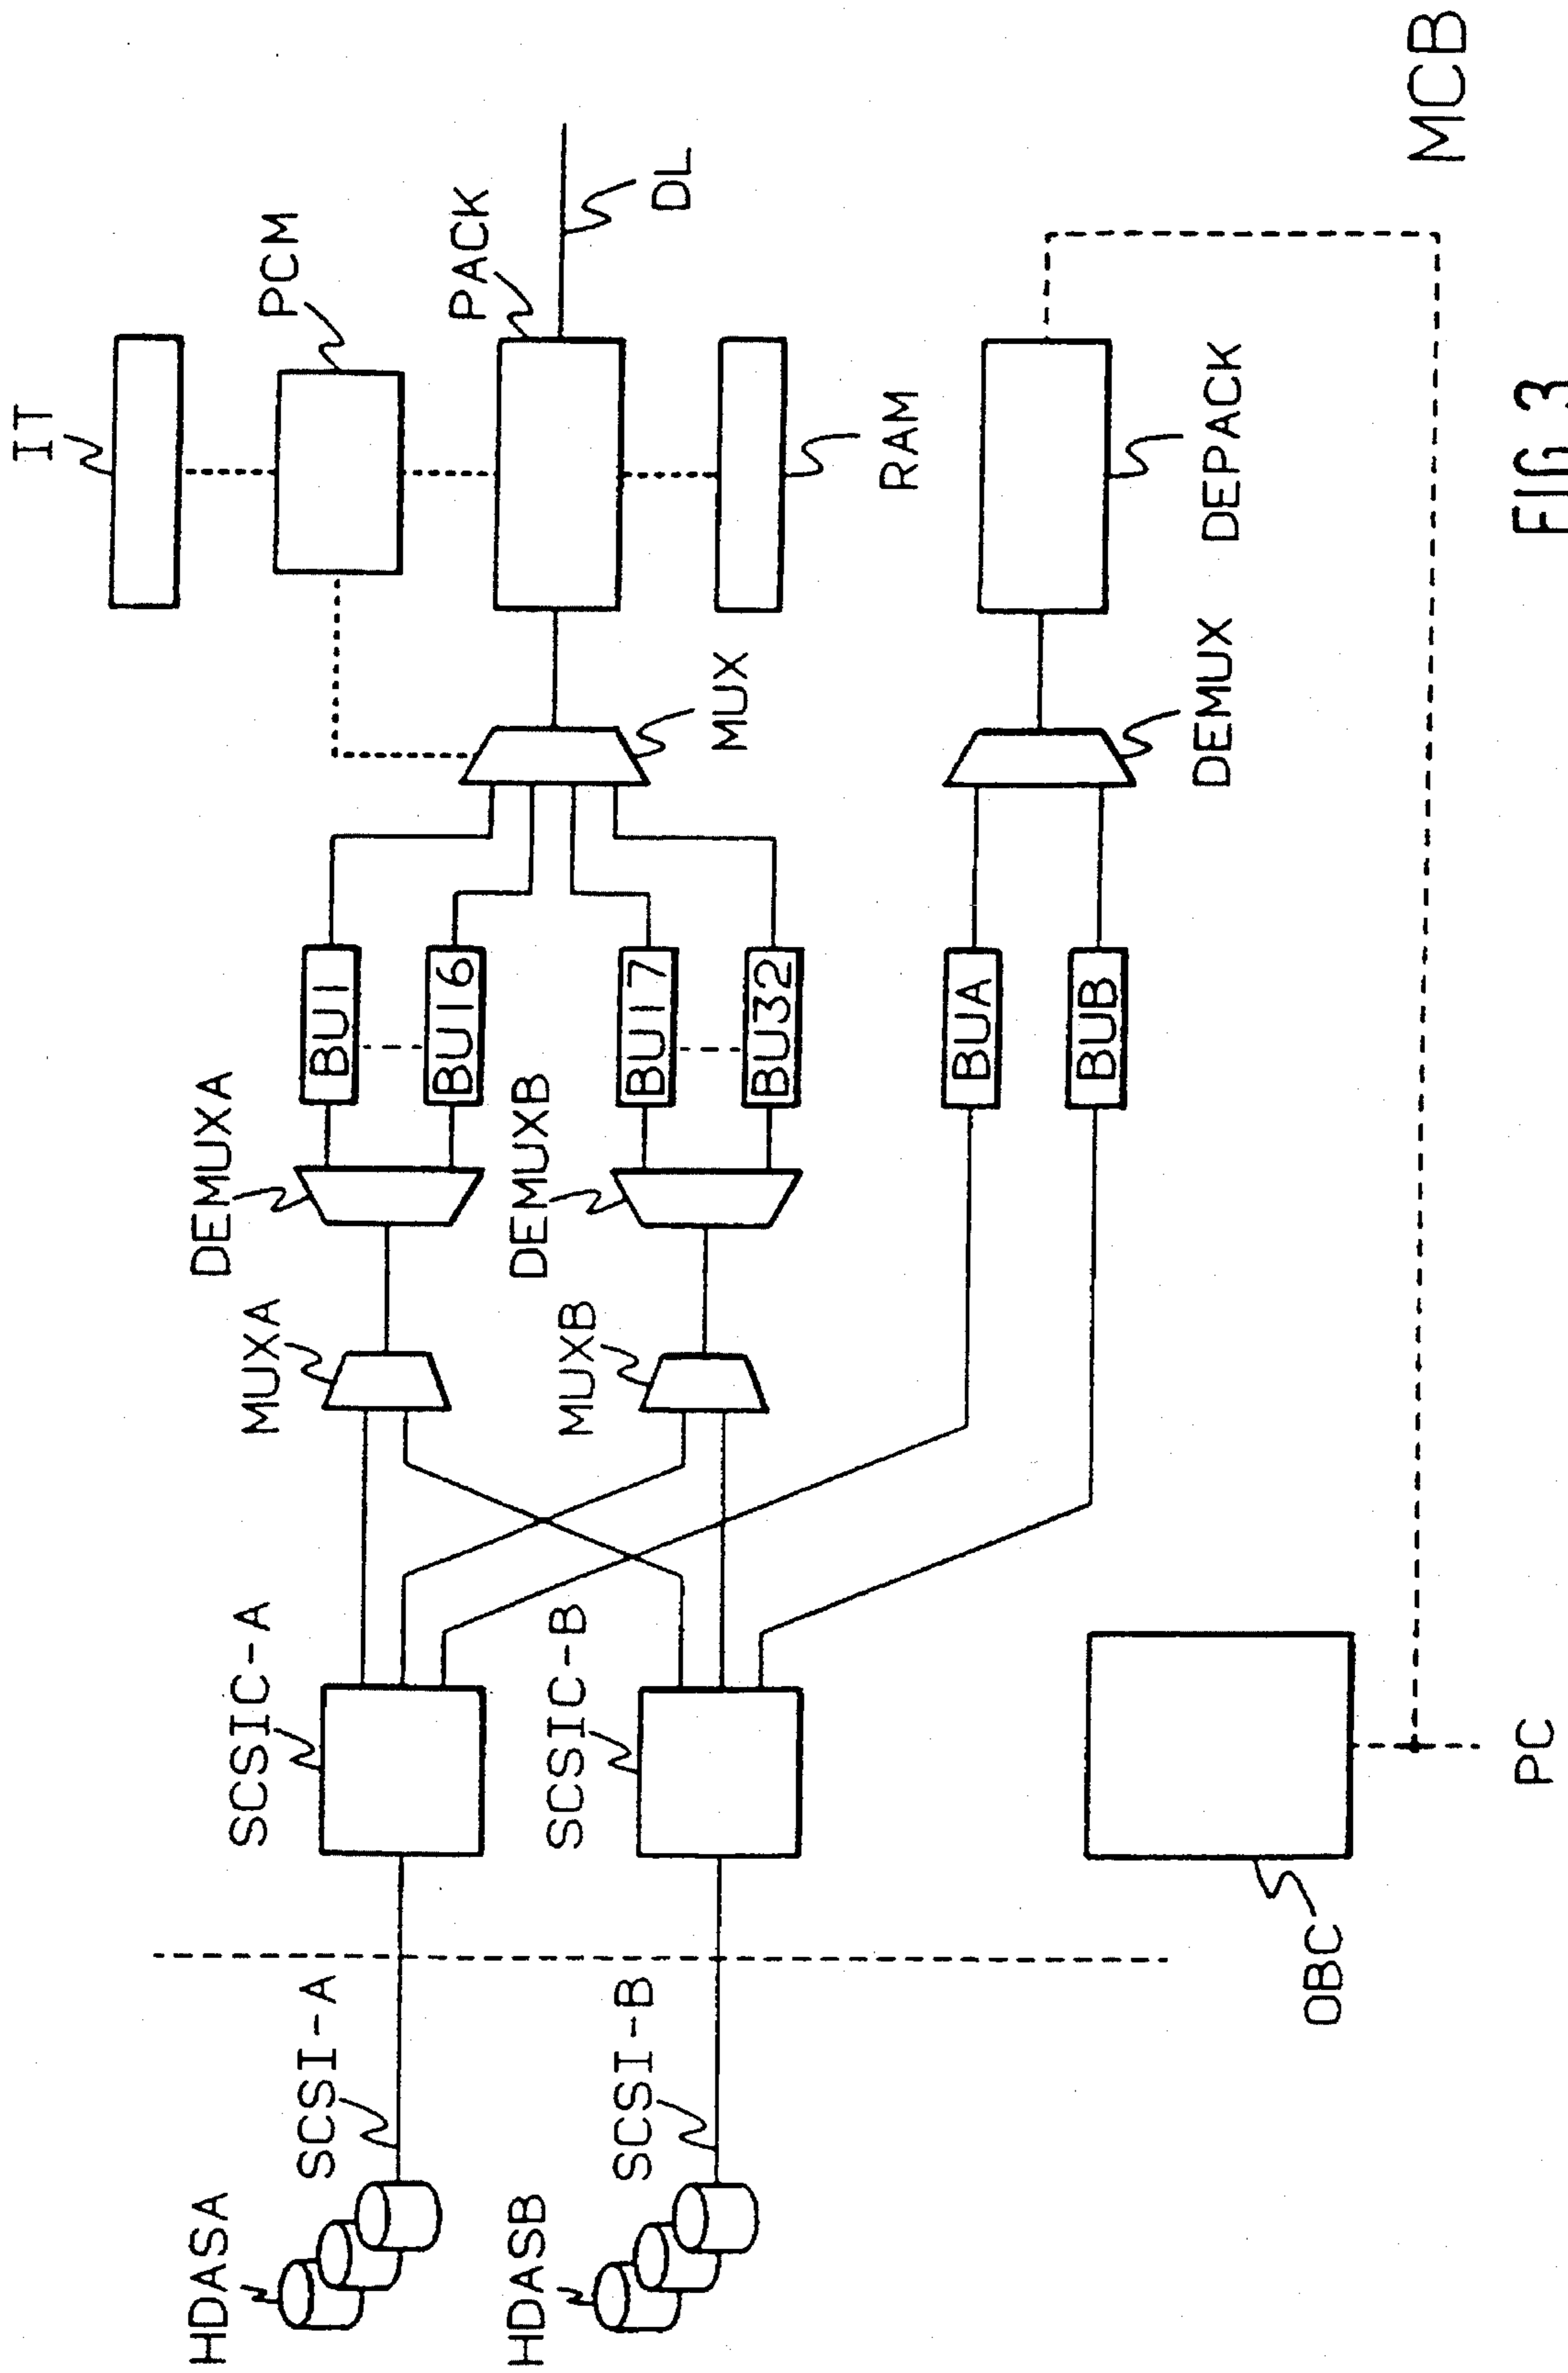 HDASA
SCSI-A
SCSIC-A
MUXA
DEMUXA
BU1
BU16
IT
PCM
PACK
DL
HDASB
SCSI-B
SCSIC-B
MUXB
DEMUXB
BU17
BU32
MUX
RAM
BUA
BUB
DEMUX
DEPACK
OBC
PC
MCB
FIG. 3